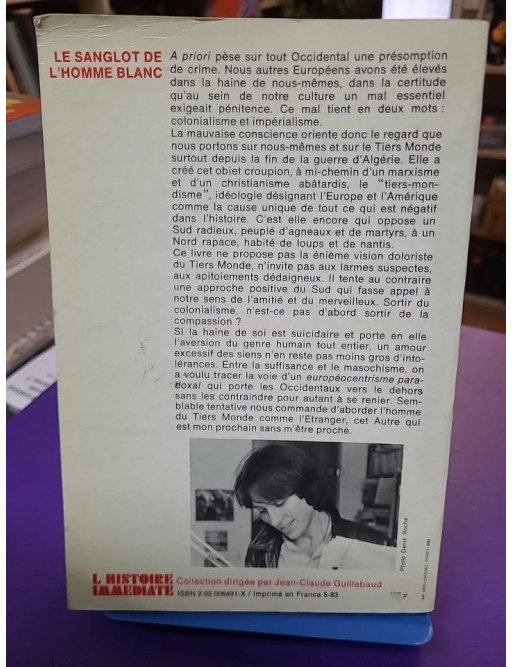 LE SANGLOT DE
L'HOMME BLANC
A priori pèse sur tout Occidental une présomption
de crime. Nous autres Européens avons été élevés
dans la haine de nous-mêmes, dans la certitude
qu'au sein de notre culture un mal essentiel
exigeait pénitence. Ce mal tient en deux mots :
colonialisme et impérialisme.
La mauvaise conscience oriente donc le regard que
nous portons sur nous-mêmes et sur le Tiers Monde
surtout depuis la fin de la guerre d'Algérie. Elle a
créé cet objet croupion, à mi-chemin d'un marxisme
et d'un christianisme abâtardis, le "tiers-mon-
disme", idéologie désignant l'Europe et l'Amérique
comme la cause unique de tout ce qui est négatif
dans l'histoire. C'est elle encore qui oppose un
Sud radieux, peuplé d'agneaux et de martyrs, à un
Nord rapace, habité de loups et de nantis.
Ce livre ne propose pas la énième vision doloriste
du Tiers Monde, n'invite pas aux larmes suspectes,
aux apitoiements dédaigneux. Il tente au contraire
une approche positive du Sud qui fasse appel à
notre sens de l'amitié et du merveilleux. Sortir du
colonialisme, n'est-ce pas d'abord sortir de la
compassion ?
Si la haine de soi est suicidaire et porte en elle
l'aversion du genre humain tout entier, un amour
excessif des siens n'en reste pas moins gros d'into-
lérances. Entre la suffisance et le masochisme, on
a voulu tracer la voie d'un européocentrisme para-
doxal qui porte les Occidentaux vers le dehors
sans les contraindre pour autant à se renier. Sem-
blable tentative nous commande d'aborder l'homme
du Tiers Monde comme l'Etranger, cet Autre qui
est mon prochain sans m'être proche.
Photo Denis Roche
L'HISTOIRE
IMMEDIATE
Collection dirigée par Jean-Claude Guillebaud
ISBN 2.02.006491-X / Imprimé en France 5-83
F